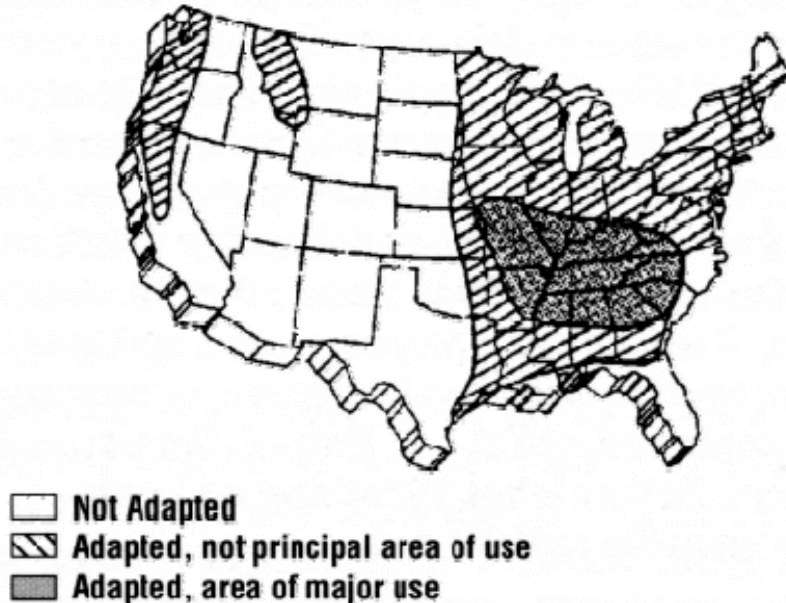 Not Adapted
Adapted, not principal area of use
Adapted, area of major use